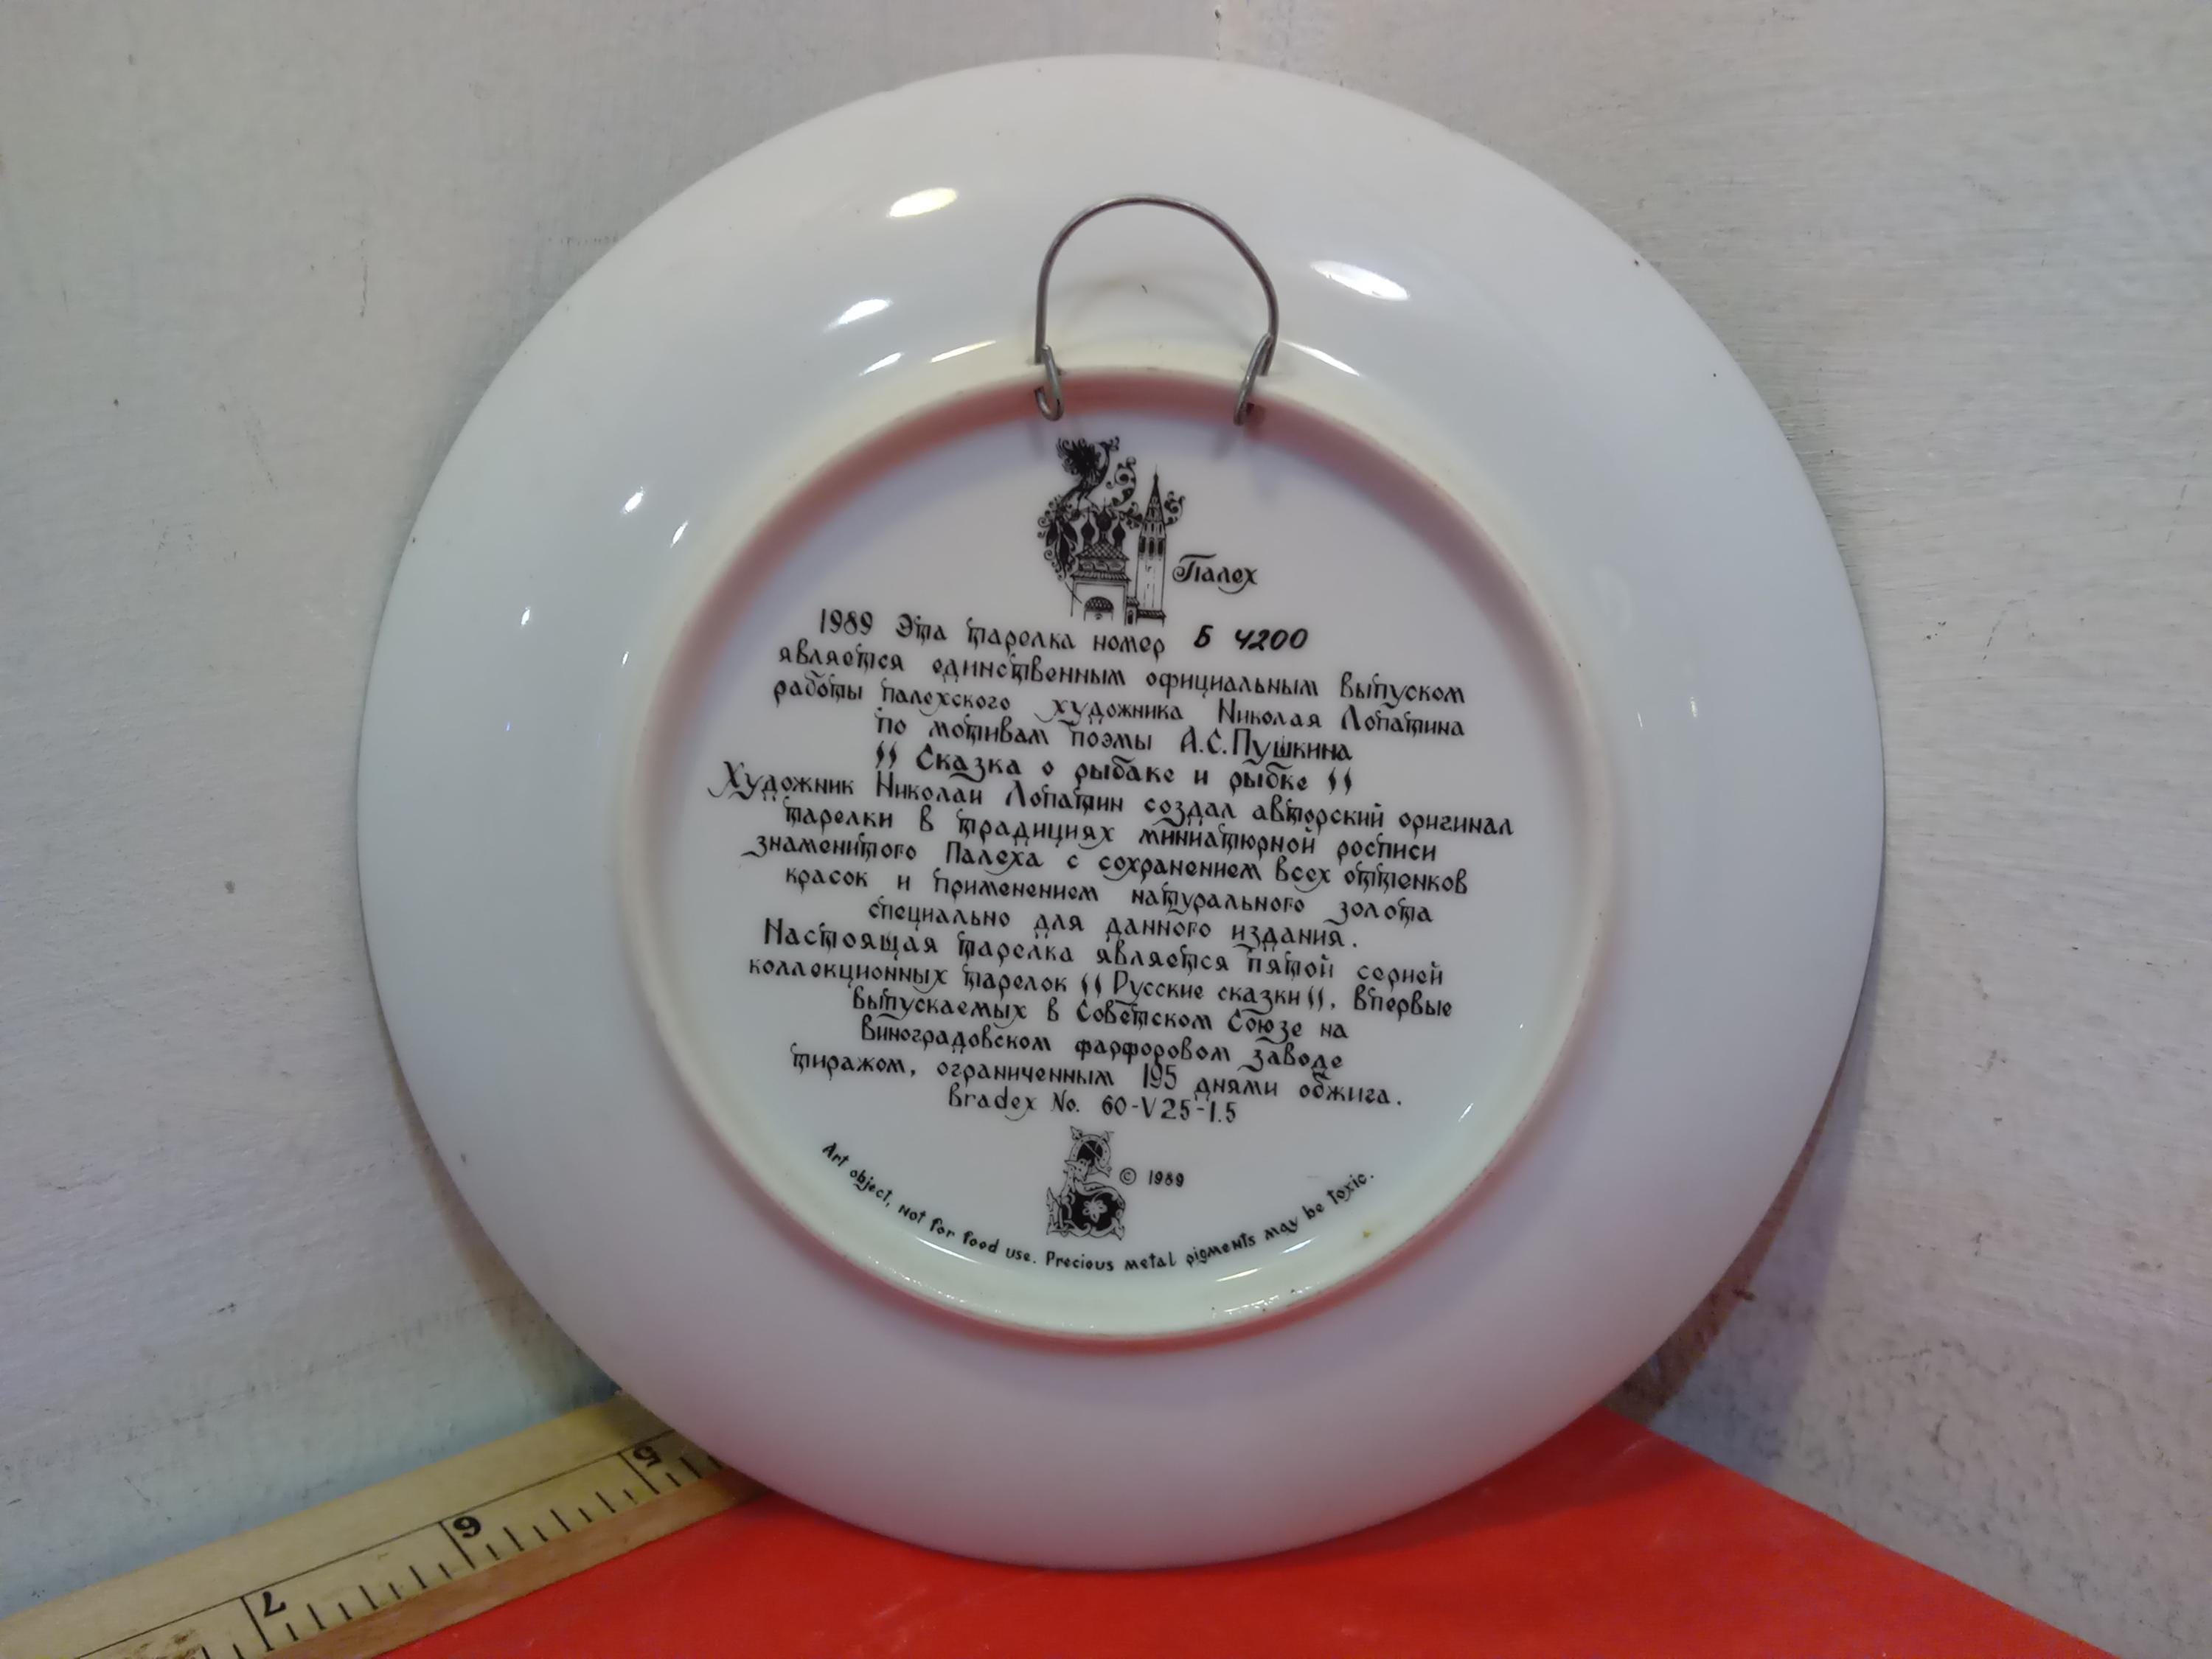 Палех
1989 Эта тарелка номер Б 4200
является единственным официальным выпуском
работы палехского художника Николая Лопатина
по мотивам поэмы А.С.Пушкина
"Сказка о рыбаке и рыбке"
Художник Николай Лопатин создал авторский оригинал
тарелки в традициях миниатюрной росписи
знаменитого Палеха с сохранением всех оттенков
красок и применением натурального золота
специально для данного издания.
Настоящая тарелка является пятой серией
коллекционных тарелок "Русские сказки", впервые
выпускаемых в Советском Союзе на
Виноградовском фарфоровом заводе
тиражом, ограниченным 195 днями обжига.
Bradex No. 60-V25-1.5
© 1989
Art object, not for food use. Precious metal pigments may be toxic.
7 6 5